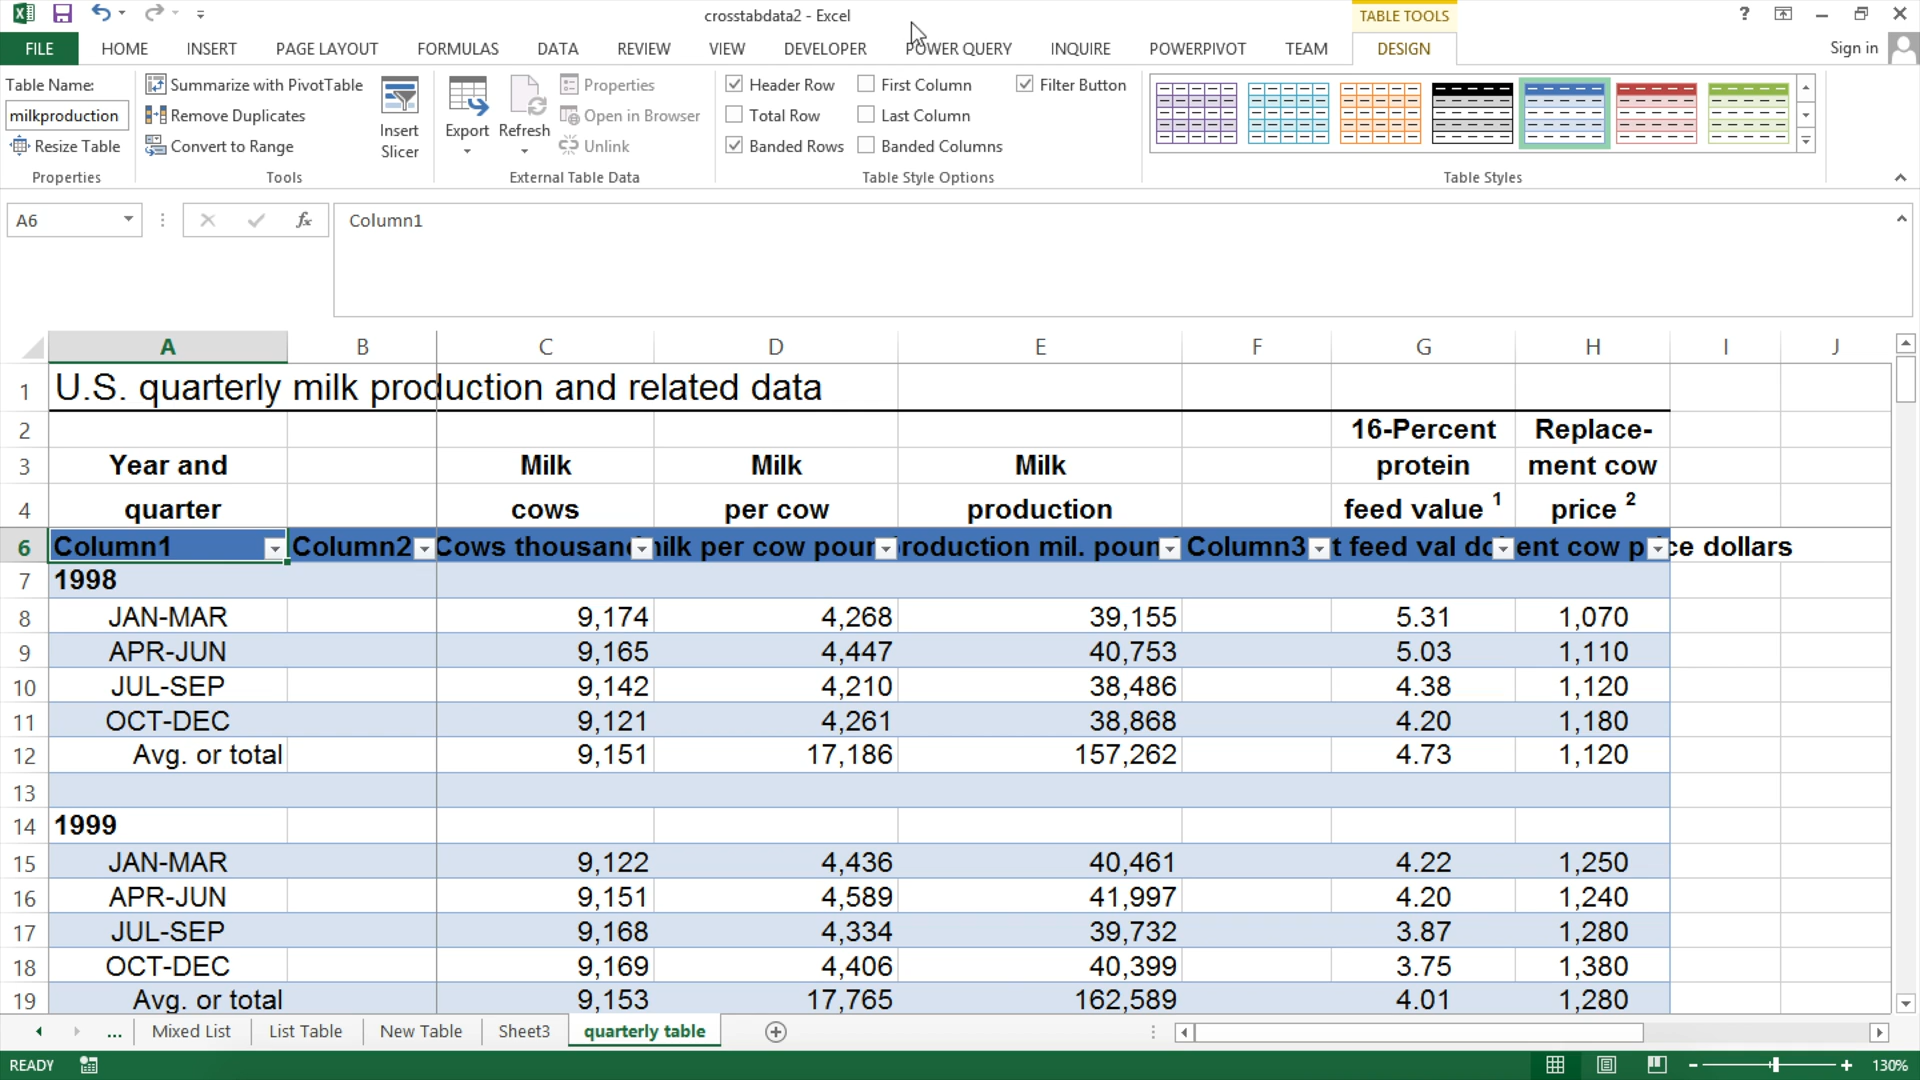 crosstabdata2 - Excel
TABLE TOOLS
?
FILE HOME INSERT PAGE LAYOUT FORMULAS DATA REVIEW VIEW DEVELOPER POWER QUERY INQUIRE POWERPIVOT TEAM DESIGN Sign in
Table Name:
milkproduction
Resize Table
Properties
Summarize with PivotTable
Remove Duplicates
Convert to Range
Tools
Insert
Slicer
Export
Refresh
Properties
Open in Browser
Unlink
External Table Data
Header Row First Column Filter Button
Total Row Last Column
Banded Rows Banded Columns
Table Style Options
Table Styles
A6 fx Column1
A B C D E F G H I J
1 U.S. quarterly milk production and related data
2 16-Percent Replace-
3 Year and Milk Milk Milk protein ment cow
4 quarter cows per cow production feed value 1 price 2
6 Column1 Column2 Cows thousand ilk per cow poun roduction mil. poun Column3 t feed val do ent cow price dollars
7 1998
8 JAN-MAR 9,174 4,268 39,155 5.31 1,070
9 APR-JUN 9,165 4,447 40,753 5.03 1,110
10 JUL-SEP 9,142 4,210 38,486 4.38 1,120
11 OCT-DEC 9,121 4,261 38,868 4.20 1,180
12 Avg. or total 9,151 17,186 157,262 4.73 1,120
13
14 1999
15 JAN-MAR 9,122 4,436 40,461 4.22 1,250
16 APR-JUN 9,151 4,589 41,997 4.20 1,240
17 JUL-SEP 9,168 4,334 39,732 3.87 1,280
18 OCT-DEC 9,169 4,406 40,399 3.75 1,380
19 Avg. or total 9,153 17,765 162,589 4.01 1,280
... Mixed List List Table New Table Sheet3 quarterly table
READY 130%